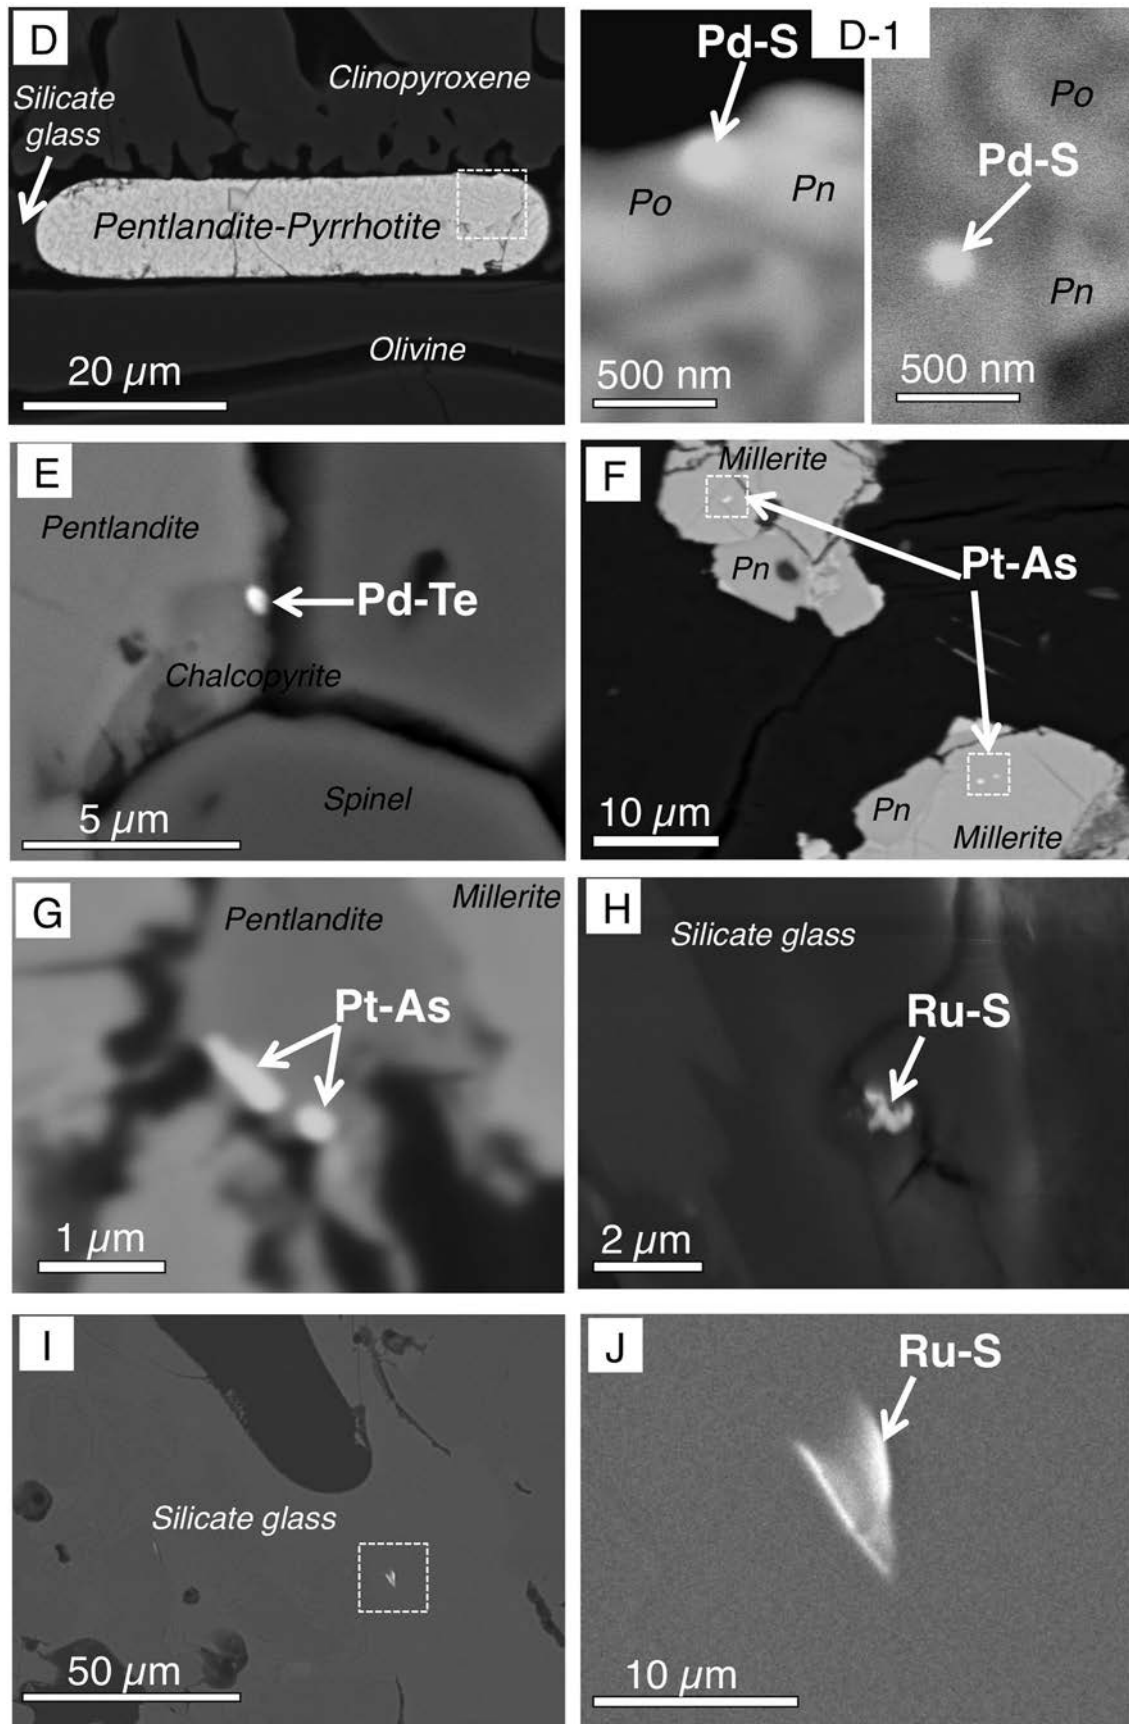 D
Clinopyroxene
Silicate
glass
Pentlandite-Pyrrhotite
Olivine
20 µm
D-1
Pd-S
Po
Pn
500 nm
Po
Pd-S
Pn
500 nm
E
Pentlandite
Pd-Te
Chalcopyrite
Spinel
5 µm
F
Millerite
Pn
Pt-As
Pn
Millerite
10 µm
G
Millerite
Pentlandite
Pt-As
1 µm
H
Silicate glass
Ru-S
2 µm
I
Silicate glass
50 µm
J
Ru-S
10 µm